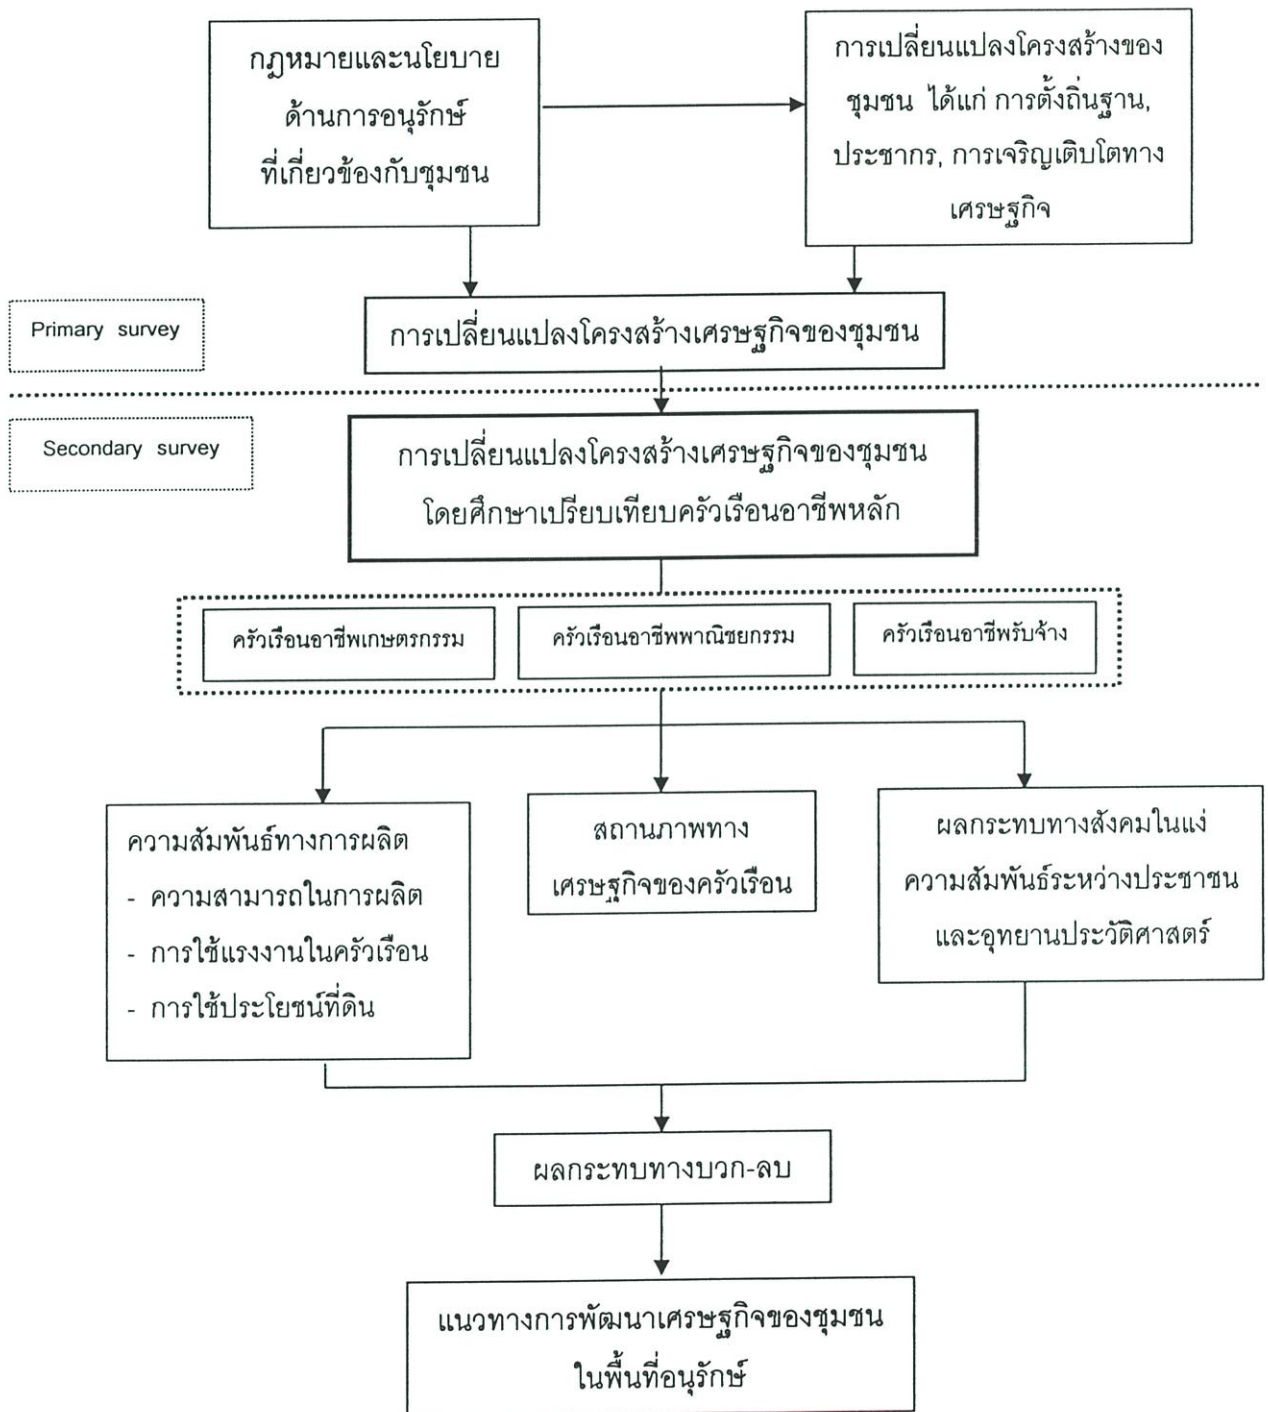 กฎหมายและนโยบาย
ด้านการอนุรักษ์
ที่เกี่ยวข้องกับชุมชน
การเปลี่ยนแปลงโครงสร้างของ
ชุมชน ได้แก่ การตั้งถิ่นฐาน,
ประชากร, การเจริญเติบโตทาง
เศรษฐกิจ
Primary survey
การเปลี่ยนแปลงโครงสร้างเศรษฐกิจของชุมชน
Secondary survey
การเปลี่ยนแปลงโครงสร้างเศรษฐกิจของชุมชน
โดยศึกษาเปรียบเทียบครัวเรือนอาชีพหลัก
ครัวเรือนอาชีพเกษตรกรรม
ครัวเรือนอาชีพพาณิชยกรรม
ครัวเรือนอาชีพรับจ้าง
ความสัมพันธ์ทางการผลิต
- ความสามารถในการผลิต
- การใช้แรงงานในครัวเรือน
- การใช้ประโยชน์ที่ดิน
สถานภาพทาง
เศรษฐกิจของครัวเรือน
ผลกระทบทางสังคมในแง่
ความสัมพันธ์ระหว่างประชาชน
และอุทยานประวัติศาสตร์
ผลกระทบทางบวก-ลบ
แนวทางการพัฒนาเศรษฐกิจของชุมชน
ในพื้นที่อนุรักษ์